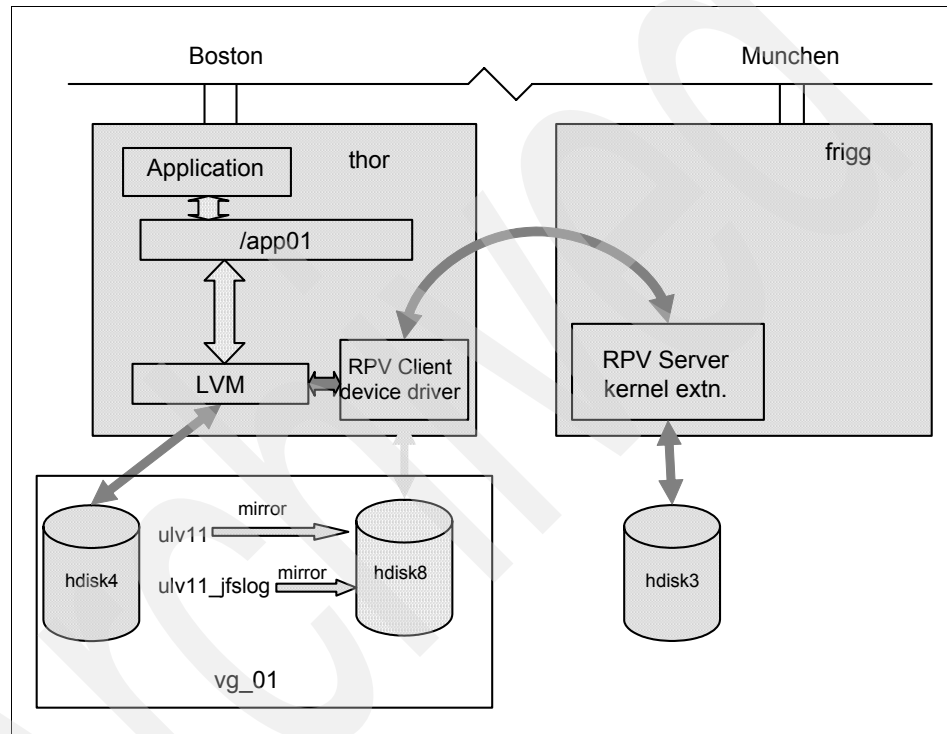 Boston
Munchen
thor
frigg
Application
/app01
LVM
RPV Client
device driver
RPV Server
kernel extn.
hdisk4
ulv11
mirror
ulv11_jfslog
mirror
hdisk8
hdisk3
vg_01